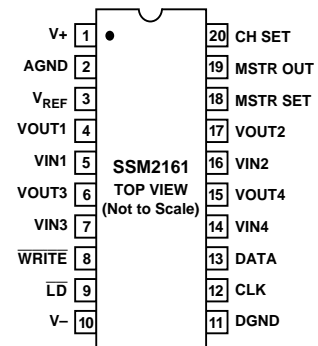 V+ 1 20 CH SET
AGND 2 19 MSTR OUT
VREF 3 18 MSTR SET
VOUT1 4 17 VOUT2
VIN1 5 16 VIN2
VOUT3 6 15 VOUT4
VIN3 7 14 VIN4
WRITE 8 13 DATA
LD 9 12 CLK
V– 10 11 DGND
SSM2161
TOP VIEW
(Not to Scale)